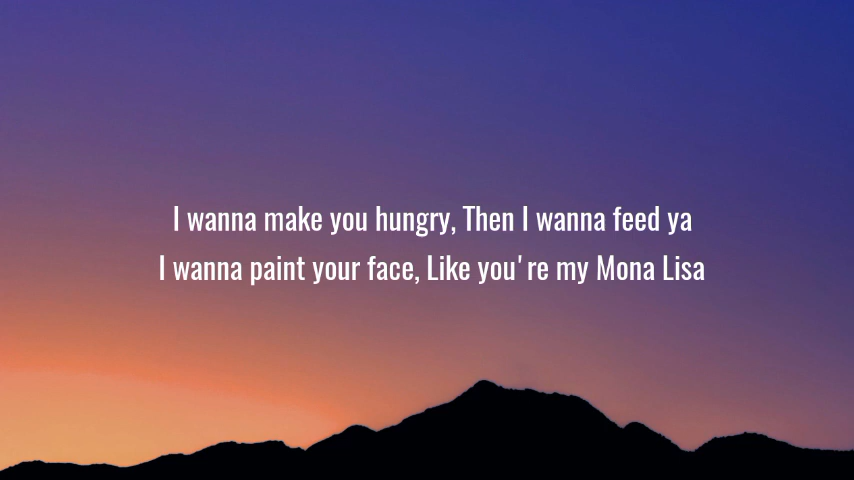 I wanna make you hungry, Then I wanna feed ya
I wanna paint your face, Like you're my Mona Lisa